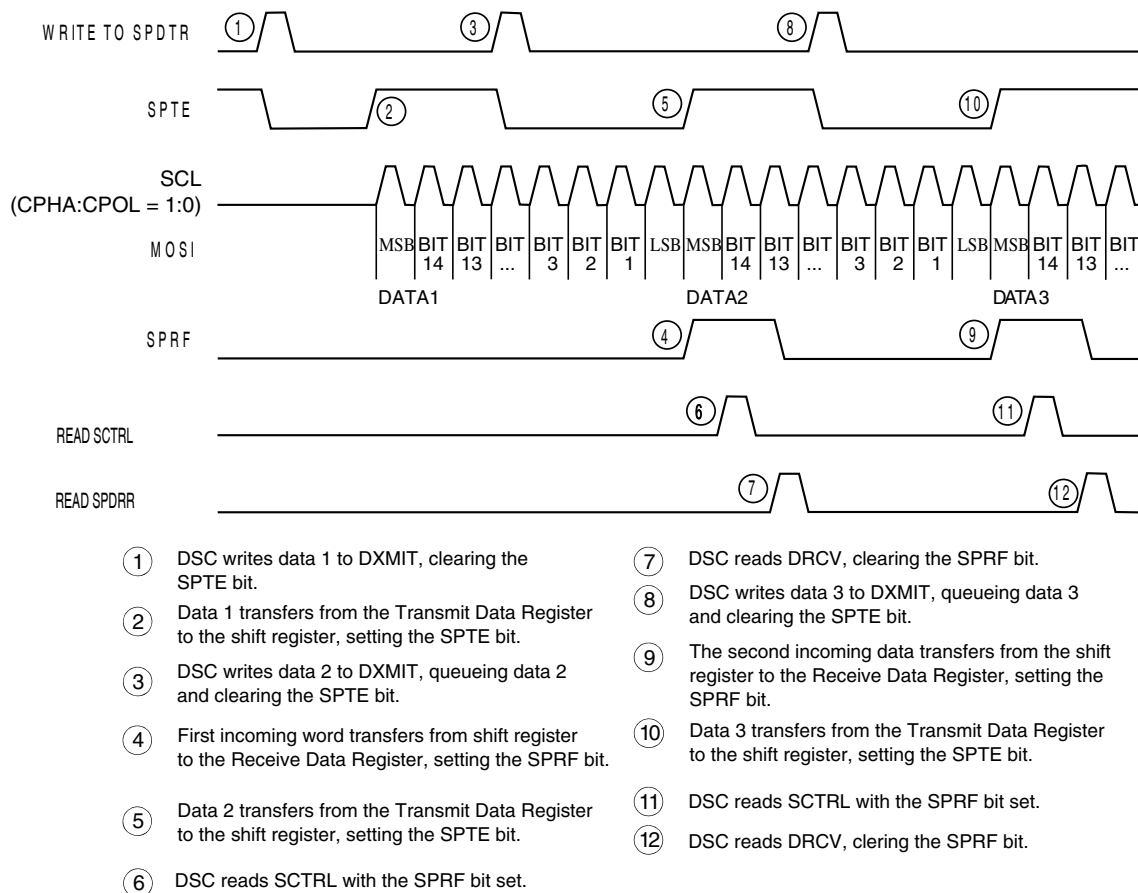 WRITE TO SPDTR
1
3
8
SPTE
2
5
10
SCL
(CPHA:CPOL = 1:0)
MOSI
MSB BIT 14 BIT 13 BIT ... BIT 3 BIT 2 BIT 1 LSB MSB BIT 14 BIT 13 BIT ... BIT 3 BIT 2 BIT 1 LSB MSB BIT 14 BIT 13 BIT ...
DATA1 DATA2 DATA3
SPRF
4
9
READ SCTRL
6
11
READ SPDRR
7
12
1 DSC writes data 1 to DXMIT, clearing the
SPTE bit.
2 Data 1 transfers from the Transmit Data Register
to the shift register, setting the SPTE bit.
3 DSC writes data 2 to DXMIT, queueing data 2
and clearing the SPTE bit.
4 First incoming word transfers from shift register
to the Receive Data Register, setting the SPRF bit.
5 Data 2 transfers from the Transmit Data Register
to the shift register, setting the SPTE bit.
6 DSC reads SCTRL with the SPRF bit set.
7 DSC reads DRCV, clearing the SPRF bit.
8 DSC writes data 3 to DXMIT, queueing data 3
and clearing the SPTE bit.
9 The second incoming data transfers from the shift
register to the Receive Data Register, setting the
SPRF bit.
10 Data 3 transfers from the Transmit Data Register
to the shift register, setting the SPTE bit.
11 DSC reads SCTRL with the SPRF bit set.
12 DSC reads DRCV, clering the SPRF bit.